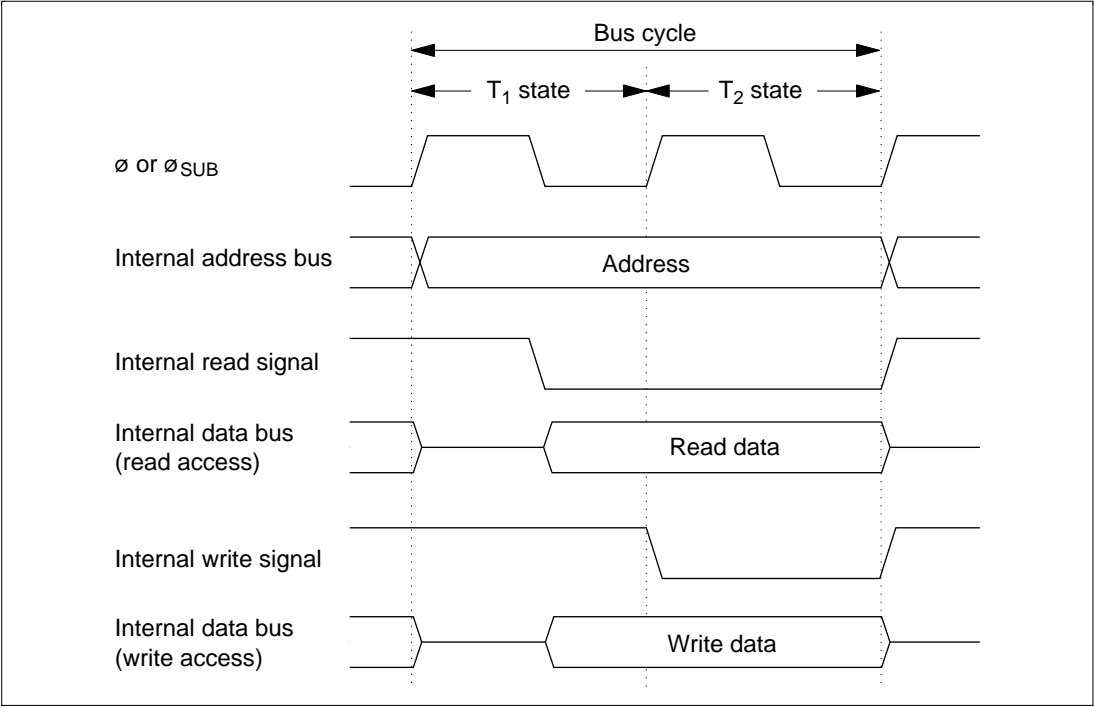 Bus cycle
T1 state
T2 state
ø or øSUB
Internal address bus
Address
Internal read signal
Internal data bus
(read access)
Read data
Internal write signal
Internal data bus
(write access)
Write data